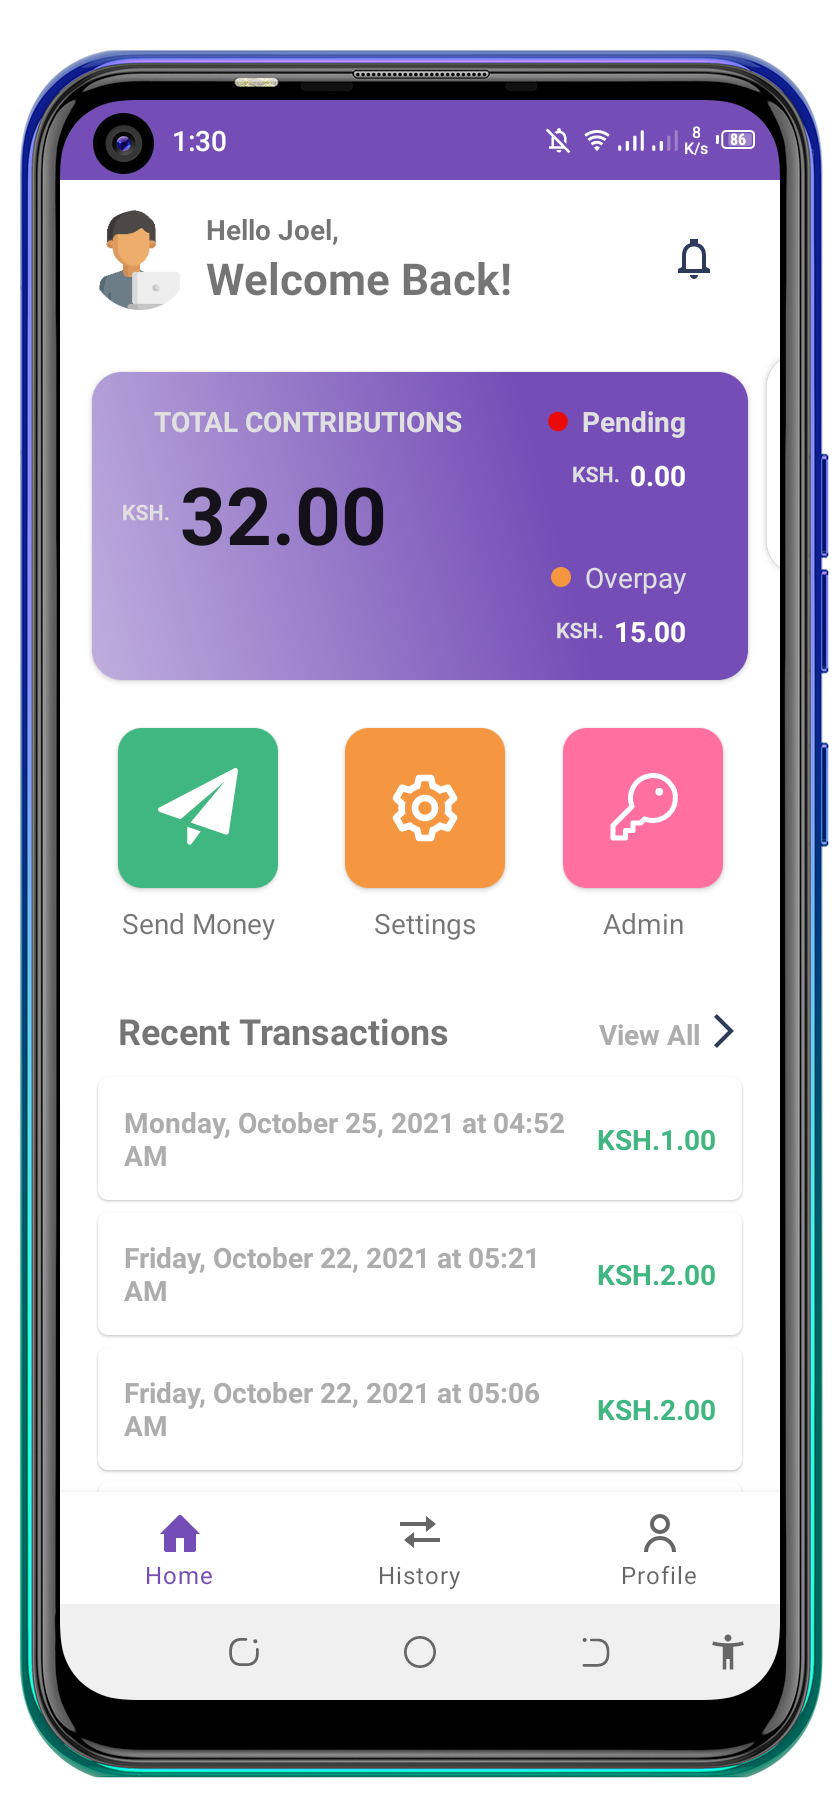 1:30
8
K/s
86
Hello Joel,
Welcome Back!
TOTAL CONTRIBUTIONS
KSH. 32.00
Pending
KSH. 0.00
Overpay
KSH. 15.00
Send Money
Settings
Admin
Recent Transactions
View All
Monday, October 25, 2021 at 04:52
AM
KSH.1.00
Friday, October 22, 2021 at 05:21
AM
KSH.2.00
Friday, October 22, 2021 at 05:06
AM
KSH.2.00
Home
History
Profile